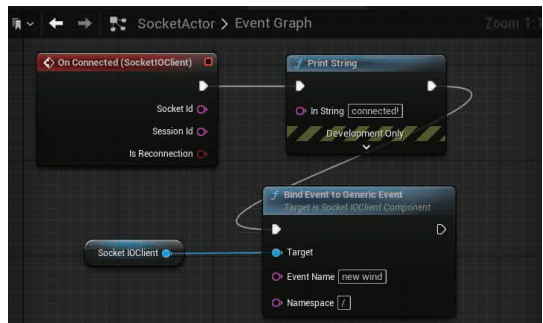 SocketActor > Event Graph
Zoom 1:1
On Connected (SocketIOClient)
Socket Id
Session Id
Is Reconnection
f Print String
In String connected!
Development Only
f Bind Event to Generic Event
Target is Socket IOClient Component
Socket IOClient
Target
Event Name new wind
Namespace /